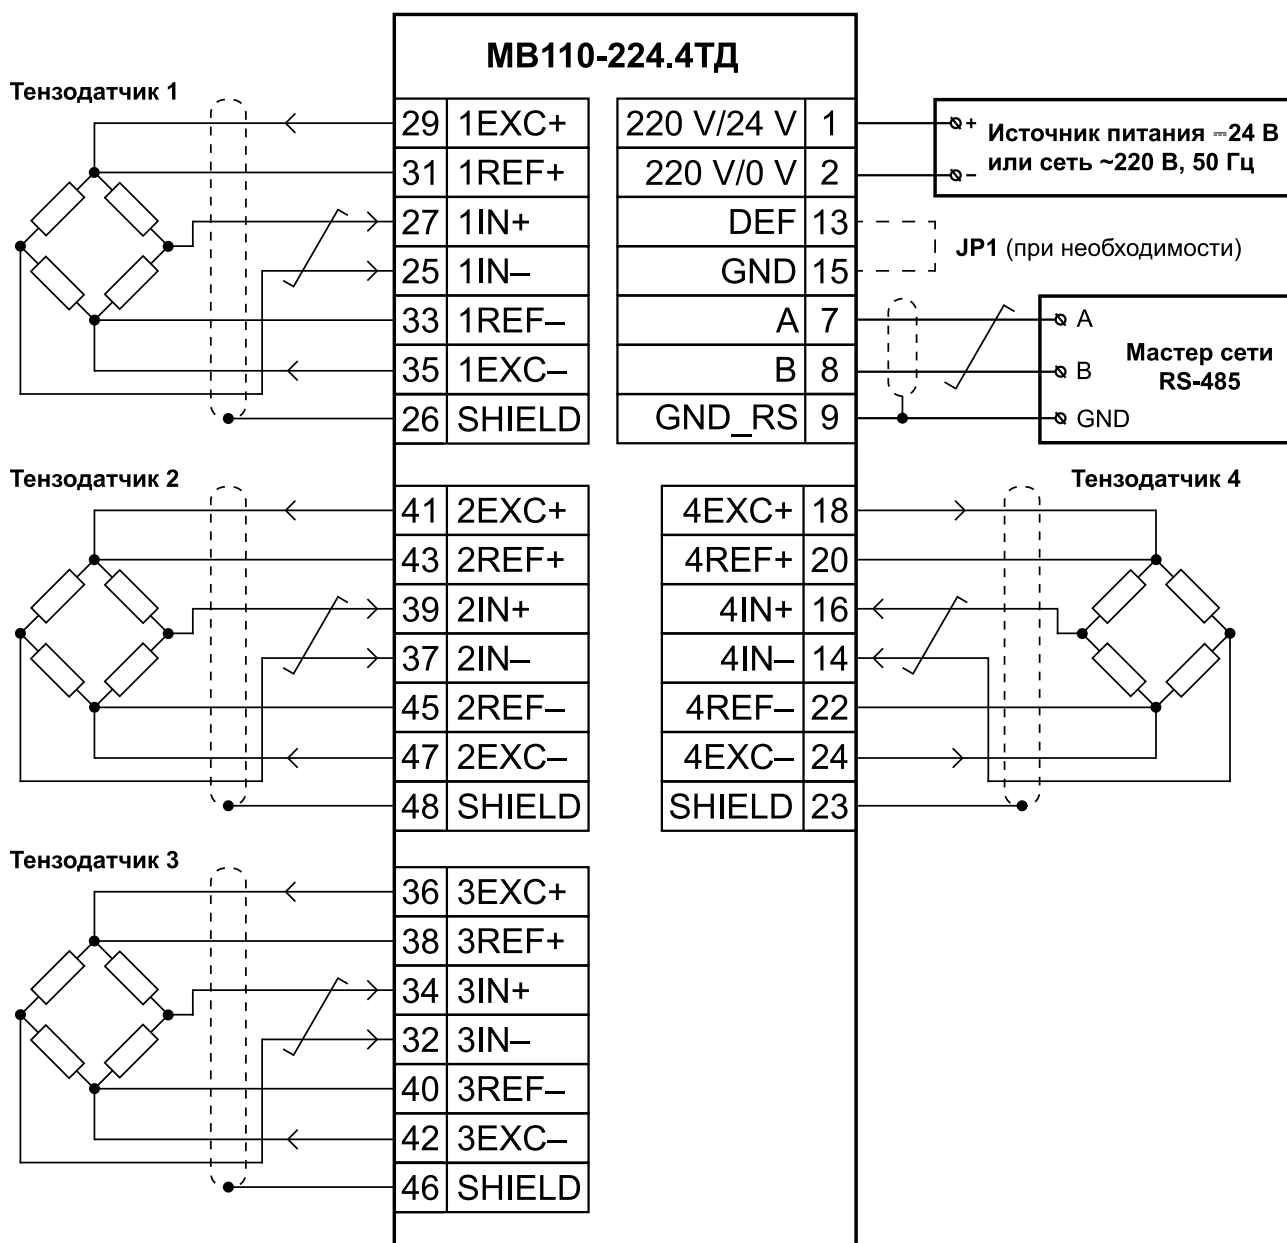 МВ110-224.4ТД
Тензодатчик 1
29 1EXC+
31 1REF+
27 1IN+
25 1IN–
33 1REF–
35 1EXC–
26 SHIELD
220 V/24 V 1
220 V/0 V 2
DEF 13
GND 15
A 7
B 8
GND_RS 9
+ Источник питания ⎓24 В
– или сеть ~220 В, 50 Гц
JP1 (при необходимости)
A
B
GND
Мастер сети
RS-485
Тензодатчик 2
41 2EXC+
43 2REF+
39 2IN+
37 2IN–
45 2REF–
47 2EXC–
48 SHIELD
Тензодатчик 4
4EXC+ 18
4REF+ 20
4IN+ 16
4IN– 14
4REF– 22
4EXC– 24
SHIELD 23
Тензодатчик 3
36 3EXC+
38 3REF+
34 3IN+
32 3IN–
40 3REF–
42 3EXC–
46 SHIELD